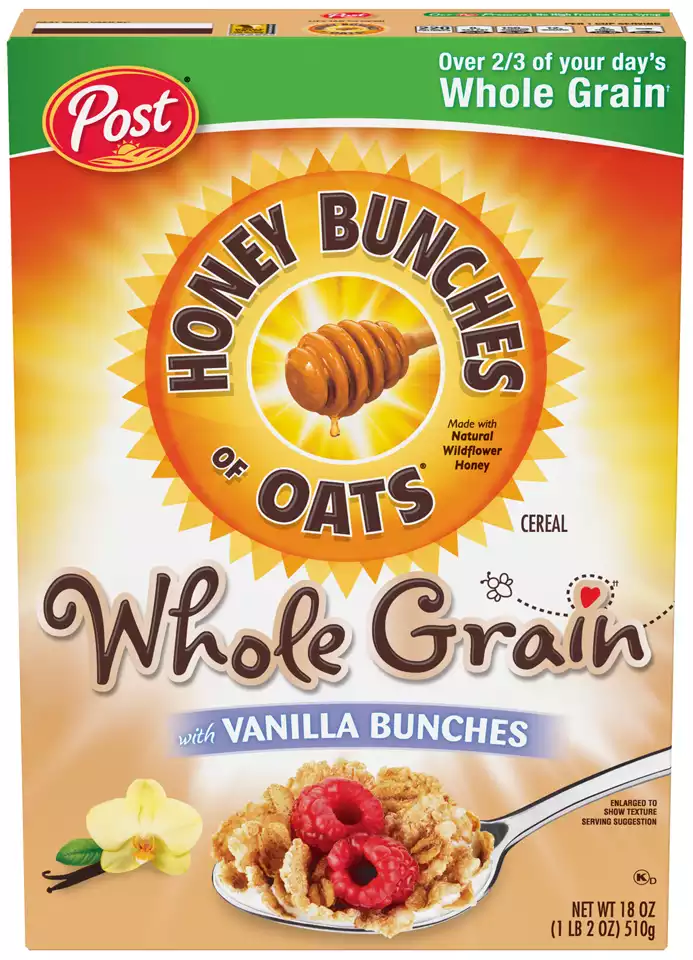 Over 2/3 of your day's
Whole Grain†
Post®
HONEY BUNCHES
OF OATS®
Made with
Natural
Wildflower
Honey
CEREAL
Whole Grain††
with VANILLA BUNCHES
ENLARGED TO
SHOW TEXTURE
SERVING SUGGESTION
K D
NET WT 18 OZ
(1 LB 2 OZ) 510g